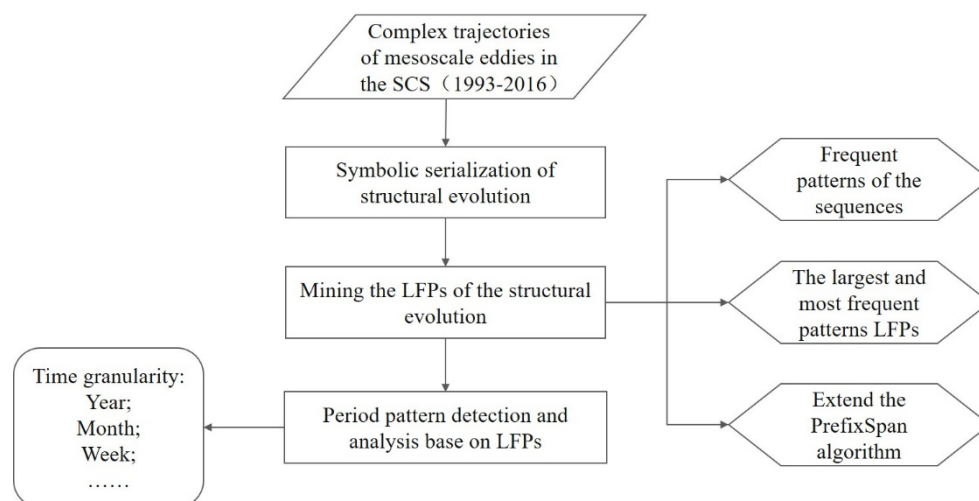 Complex trajectories
of mesoscale eddies in
the SCS（1993-2016）
Symbolic serialization of
structural evolution
Frequent
patterns of the
sequences
Mining the LFPs of the structural
evolution
The largest and
most frequent
patterns LFPs
Time granularity:
Year;
Month;
Week;
……
Period pattern detection and
analysis base on LFPs
Extend the
PrefixSpan
algorithm